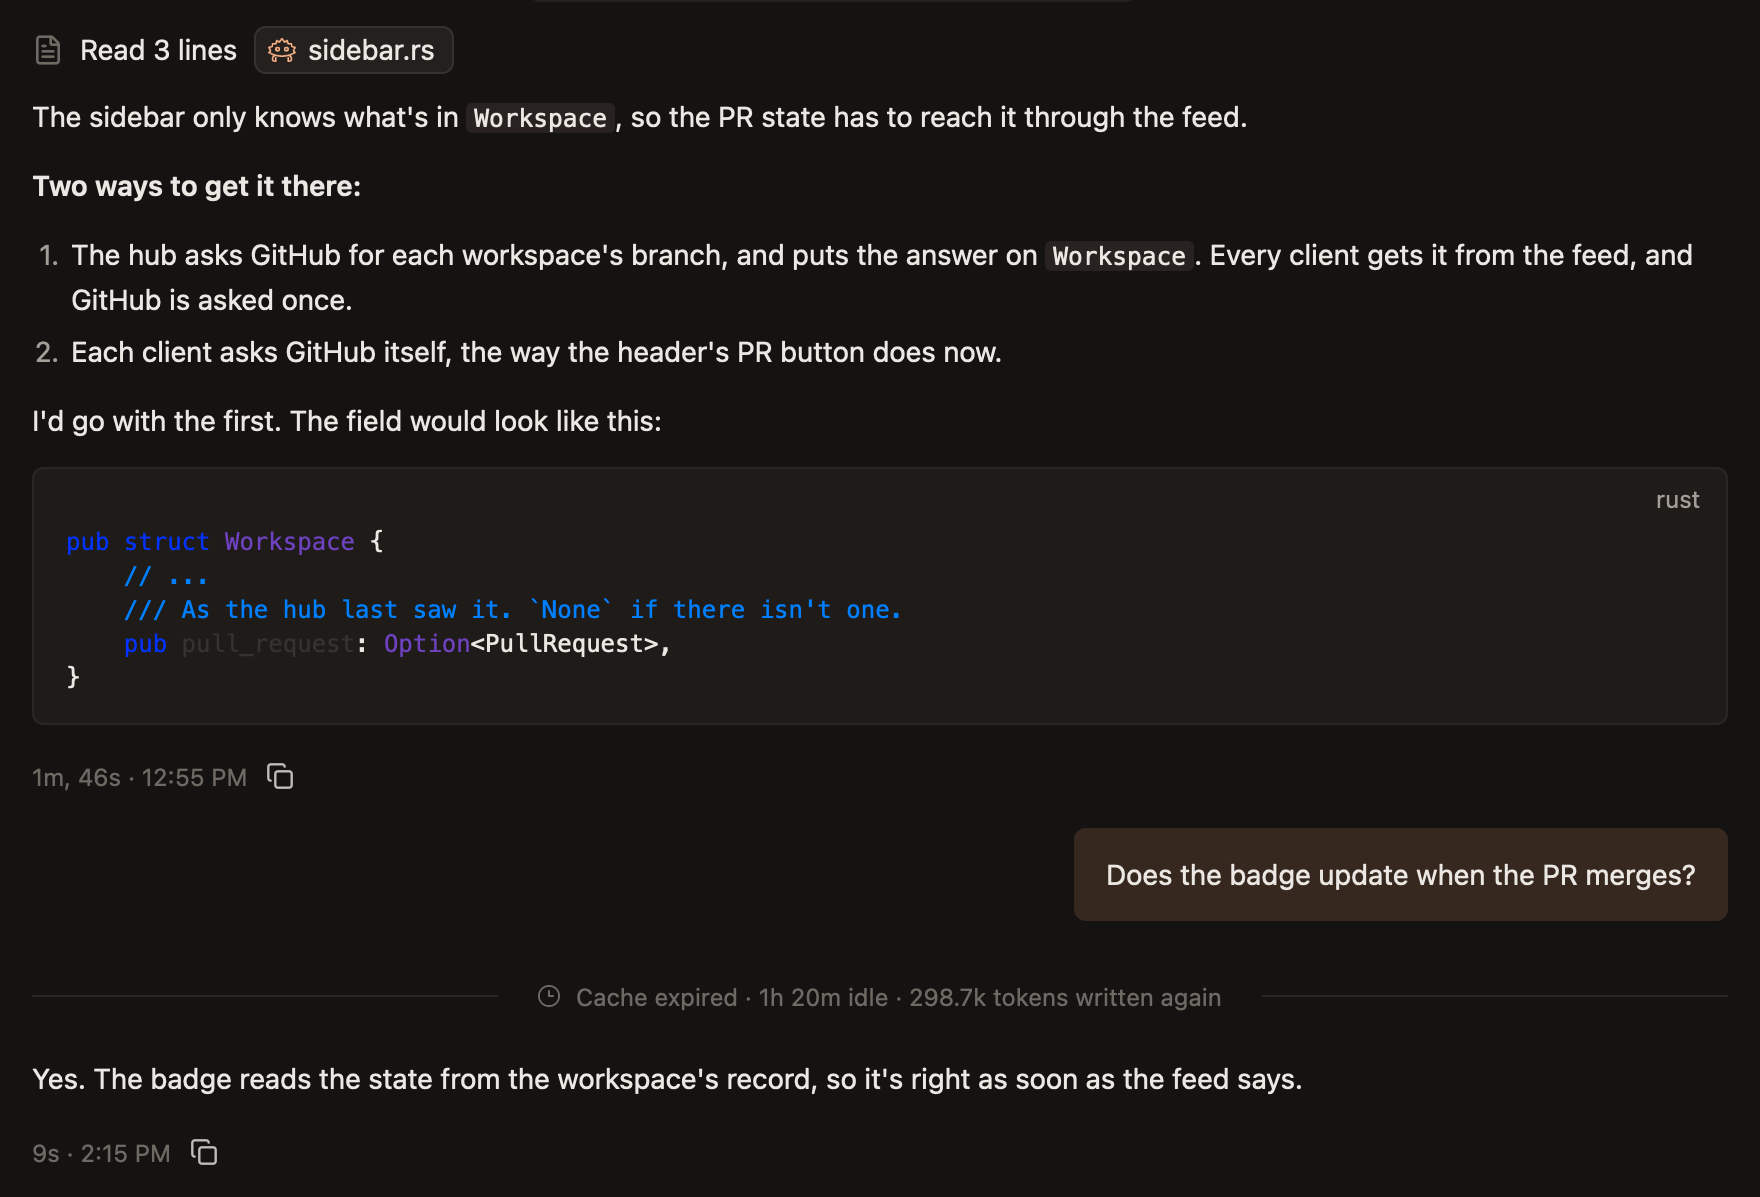 Read 3 lines sidebar.rs
The sidebar only knows what's in Workspace, so the PR state has to reach it through the feed.
Two ways to get it there:
1. The hub asks GitHub for each workspace's branch, and puts the answer on Workspace. Every client gets it from the feed, and
GitHub is asked once.
2. Each client asks GitHub itself, the way the header's PR button does now.
I'd go with the first. The field would look like this:
rust
pub struct Workspace {
    // ...
    /// As the hub last saw it. `None` if there isn't one.
    pub pull_request: Option<PullRequest>,
}
1m, 46s · 12:55 PM
Does the badge update when the PR merges?
Cache expired · 1h 20m idle · 298.7k tokens written again
Yes. The badge reads the state from the workspace's record, so it's right as soon as the feed says.
9s · 2:15 PM